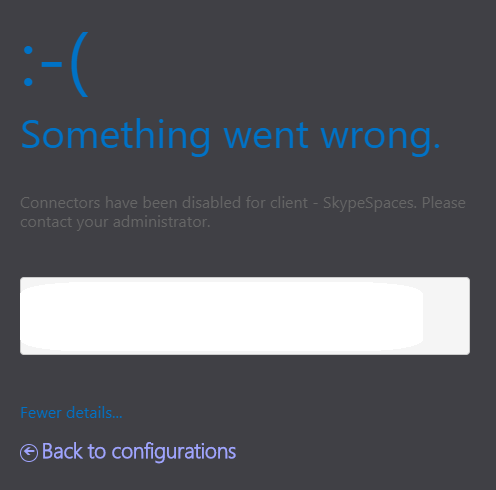 :-(
Something went wrong.
Connectors have been disabled for client - SkypeSpaces. Please
contact your administrator.
Fewer details...
Back to configurations